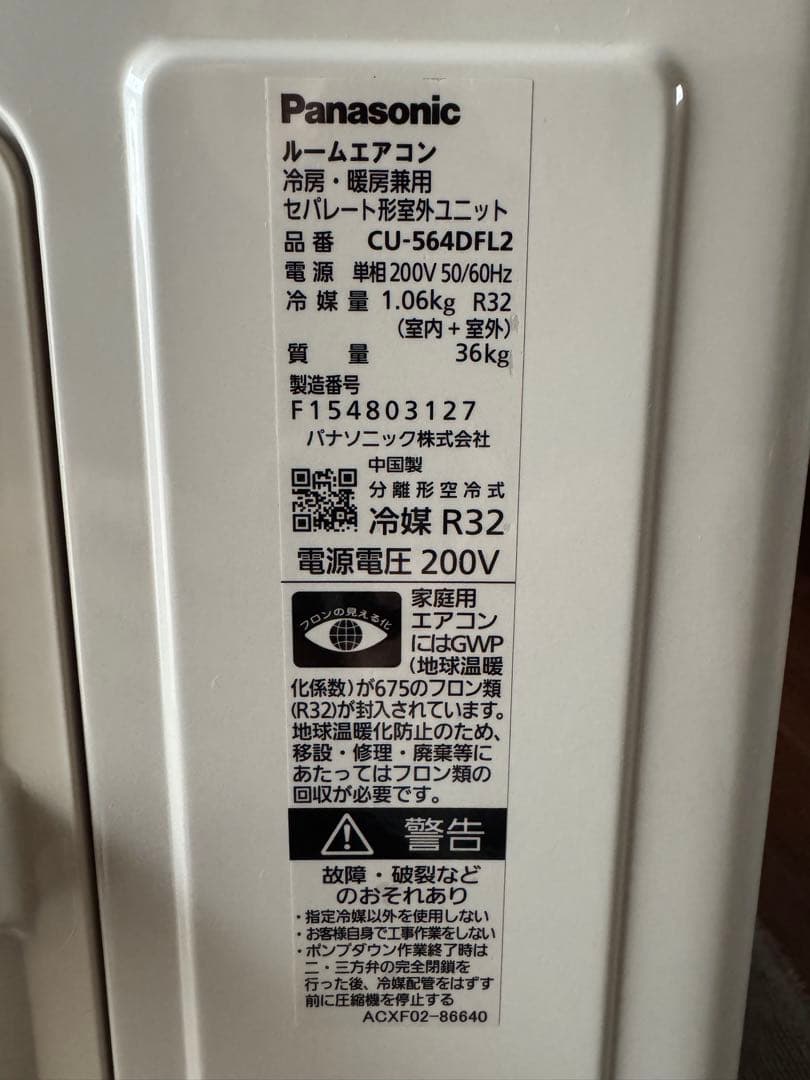 Panasonic
ルームエアコン
冷房・暖房兼用
セパレート形室外ユニット
品番 CU-564DFL2
電源 単相200V 50/60Hz
冷媒量 1.06kg R32
(室内+室外)
質量 36kg
製造番号
F154803127
パナソニック株式会社
中国製
分離形空冷式
冷媒 R32
電源電圧 200V
フロンの見える化
家庭用
エアコン
にはGWP
(地球温暖
化係数)が675のフロン類
(R32)が封入されています。
地球温暖化防止のため、
移設・修理・廃棄等に
あたってはフロン類の
回収が必要です。
警告
故障・破裂など
のおそれあり
・指定冷媒以外を使用しない
・お客様自身で工事作業をしない
・ポンプダウン作業終了時は
二・三方弁の完全閉鎖を
行った後、冷媒配管をはずす
前に圧縮機を停止する
ACXF02-86640